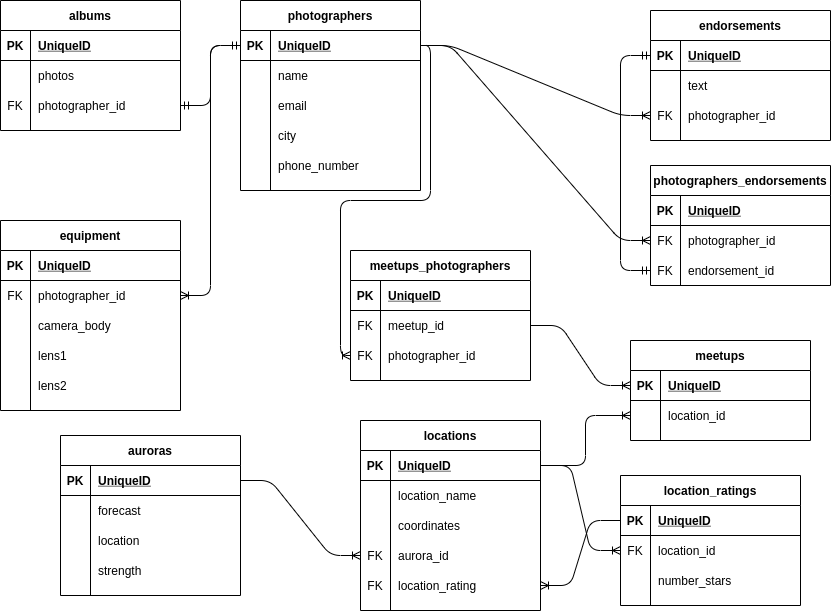 albums
PK UniqueID
photos
FK photographer_id
photographers
PK UniqueID
name
email
city
phone_number
endorsements
PK UniqueID
text
FK photographer_id
photographers_endorsements
PK UniqueID
FK photographer_id
FK endorsement_id
equipment
PK UniqueID
FK photographer_id
camera_body
lens1
lens2
meetups_photographers
PK UniqueID
FK meetup_id
FK photographer_id
meetups
PK UniqueID
location_id
auroras
PK UniqueID
forecast
location
strength
locations
PK UniqueID
location_name
coordinates
FK aurora_id
FK location_rating
location_ratings
PK UniqueID
FK location_id
number_stars